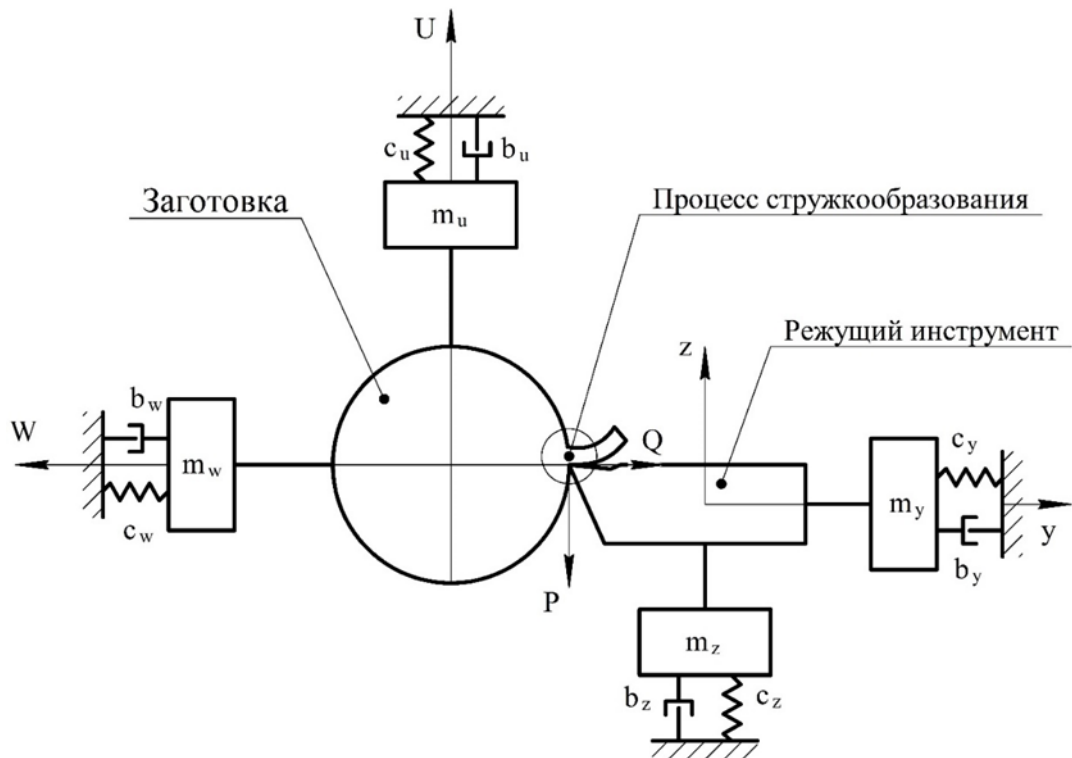 U
c u
b u
m u
Заготовка
Процесс стружкообразования
Режущий инструмент
z
b w
W
m w
c w
Q
c y
m y
y
b y
P
m z
b z
c z